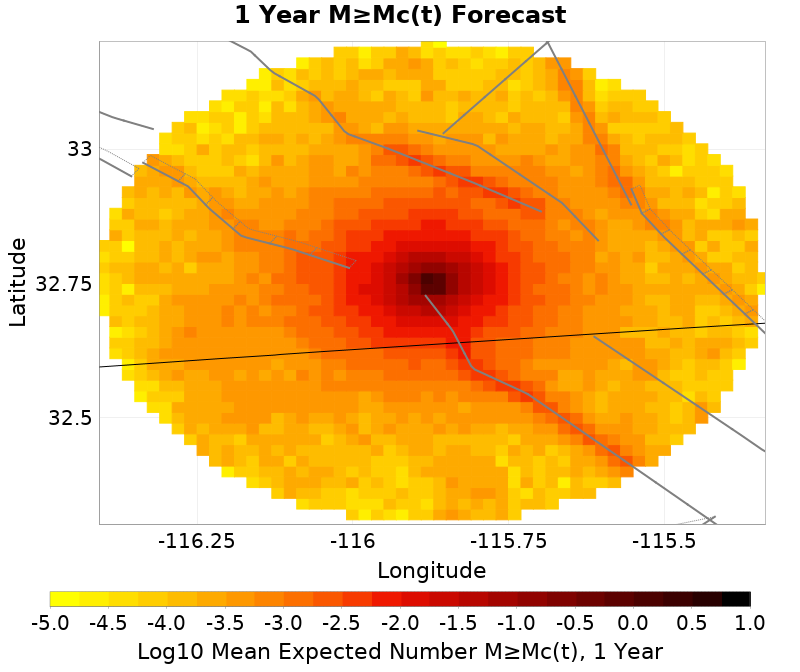 1 Year M≥Mc(t) Forecast
33
32.75
32.5
Latitude
-116.25 -116 -115.75 -115.5
Longitude
-5.0 -4.5 -4.0 -3.5 -3.0 -2.5 -2.0 -1.5 -1.0 -0.5 0.0 0.5 1.0
Log10 Mean Expected Number M≥Mc(t), 1 Year